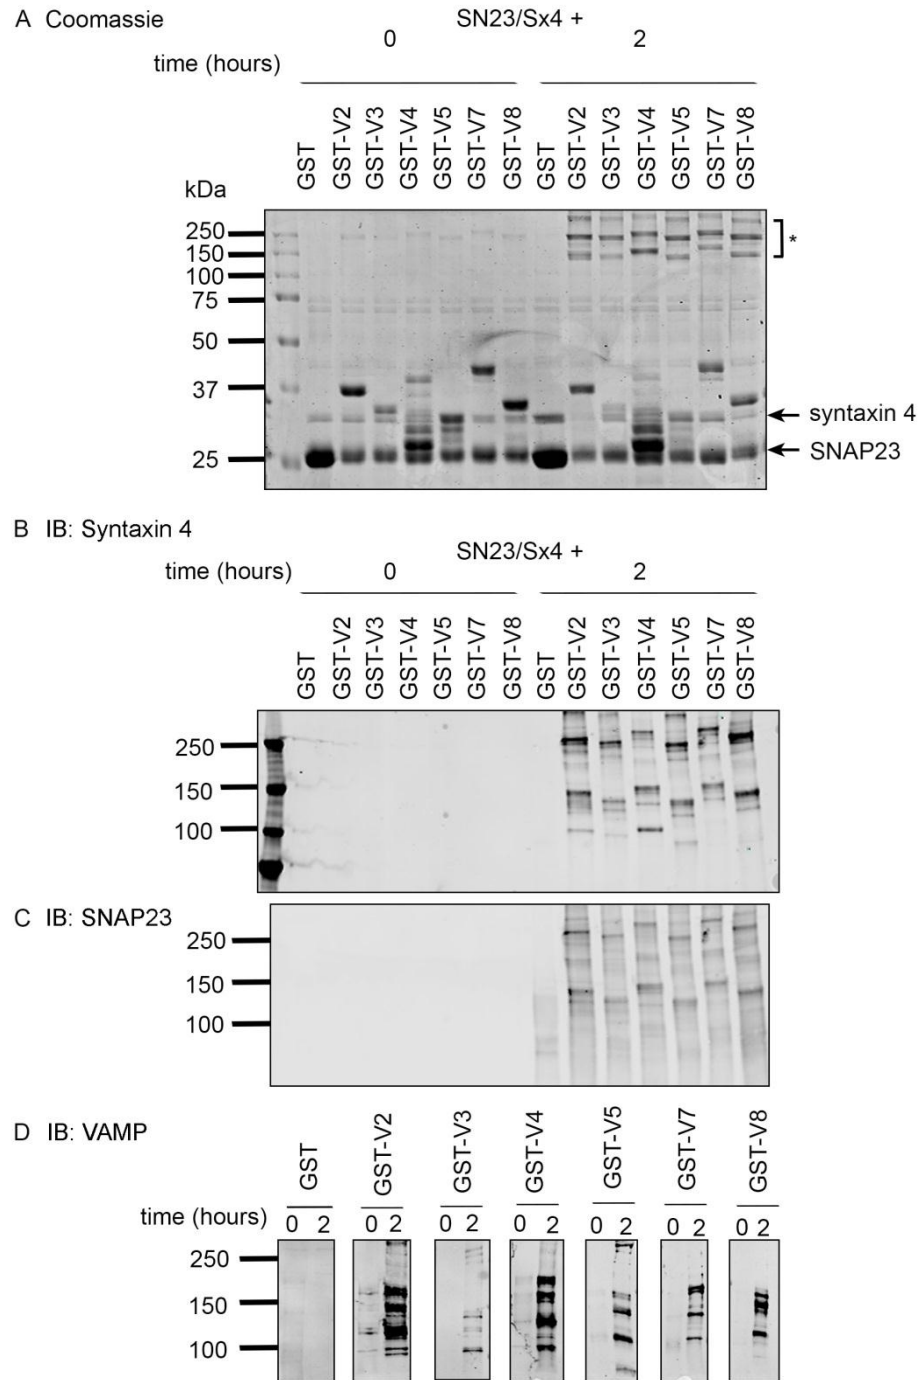 A Coomassie
SN23/Sx4 +
time (hours) 0 2
GST GST-V2 GST-V3 GST-V4 GST-V5 GST-V7 GST-V8 GST GST-V2 GST-V3 GST-V4 GST-V5 GST-V7 GST-V8
kDa
250
150
100
75
50
37
25
*
syntaxin 4
SNAP23
B IB: Syntaxin 4
SN23/Sx4 +
time (hours) 0 2
GST GST-V2 GST-V3 GST-V4 GST-V5 GST-V7 GST-V8 GST GST-V2 GST-V3 GST-V4 GST-V5 GST-V7 GST-V8
250
150
100
C IB: SNAP23
250
150
100
D IB: VAMP
GST GST-V2 GST-V3 GST-V4 GST-V5 GST-V7 GST-V8
time (hours) 0 2 0 2 0 2 0 2 0 2 0 2 0 2
250
150
100